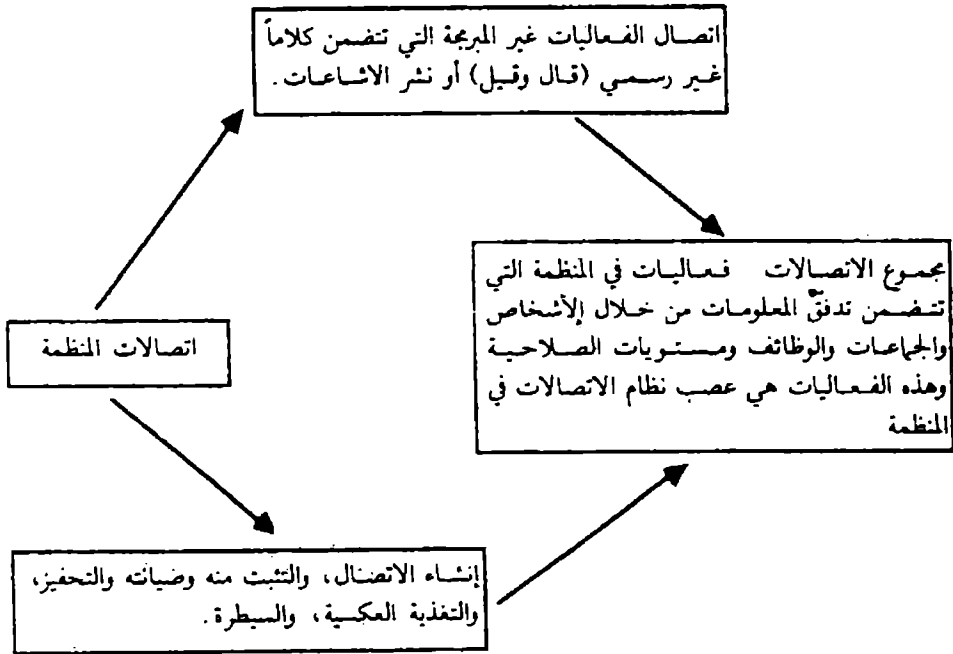 اتصال الفعاليات غير المبرمجة التي تتضمن كلاماً
غير رسمي (قال وقيل) أو نشر الاشاعات.
مجموع الاتصالات فعاليات في المنظمة التي
تتضمن تدفق المعلومات من خلال الأشخاص
والجماعات والوظائف ومستويات الصلاحية
وهذه الفعاليات هي عصب نظام الاتصالات في
المنظمة
اتصالات المنظمة
إنشاء الاتصال، والتثبت منه وضيانته والتحفيز،
والتغذية العكسية، والسيطرة.